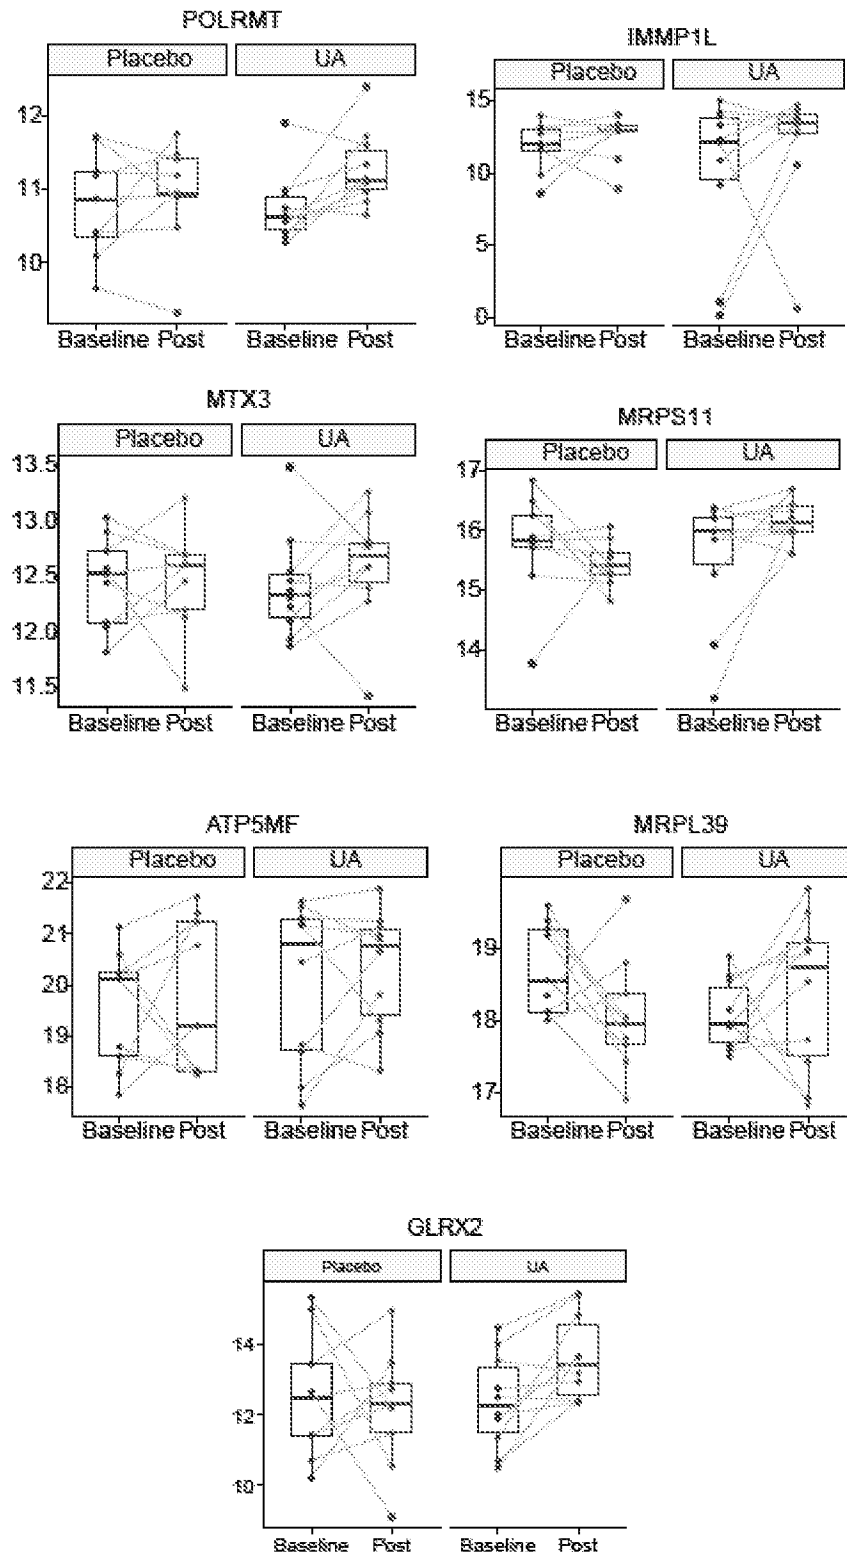 POLRMT
Placebo UA
12
11
10
Baseline Post Baseline Post
IMMP1L
Placebo UA
15
10
5
0
Baseline Post Baseline Post
MTX3
Placebo UA
13.5
13.0
12.5
12.0
11.5
Baseline Post Baseline Post
MRPS11
Placebo UA
17
16
15
14
Baseline Post Baseline Post
ATP5MF
Placebo UA
22
21
20
19
18
Baseline Post Baseline Post
MRPL39
Placebo UA
19
18
17
Baseline Post Baseline Post
GLRX2
Placebo UA
14
12
10
Baseline Post Baseline Post